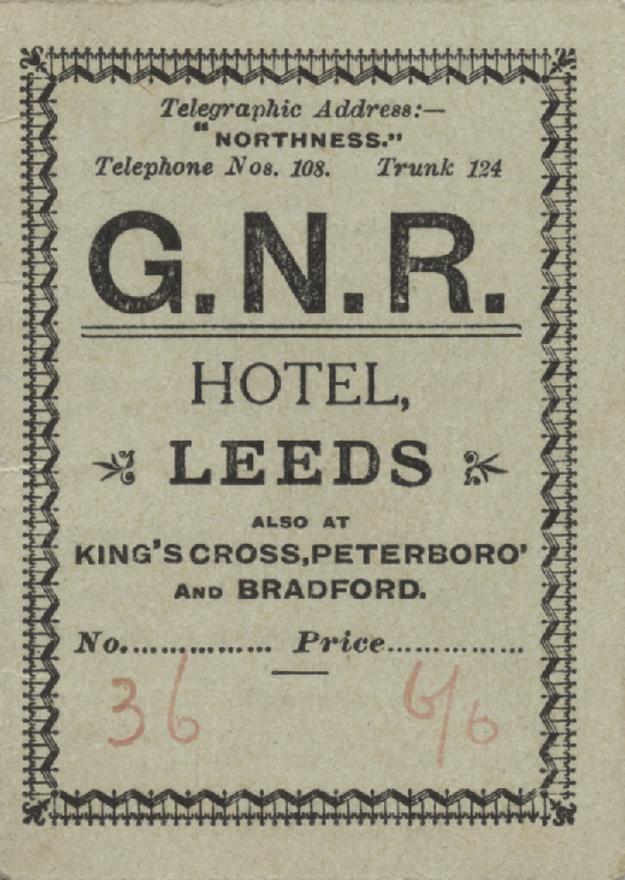 Telegraphic Address:—
"NORTHNESS."
Telephone Nos. 108. Trunk 124
G.N.R.
HOTEL,
LEEDS
ALSO AT
KING'S CROSS, PETERBORO'
AND BRADFORD.
No............... Price...............
36 6/6